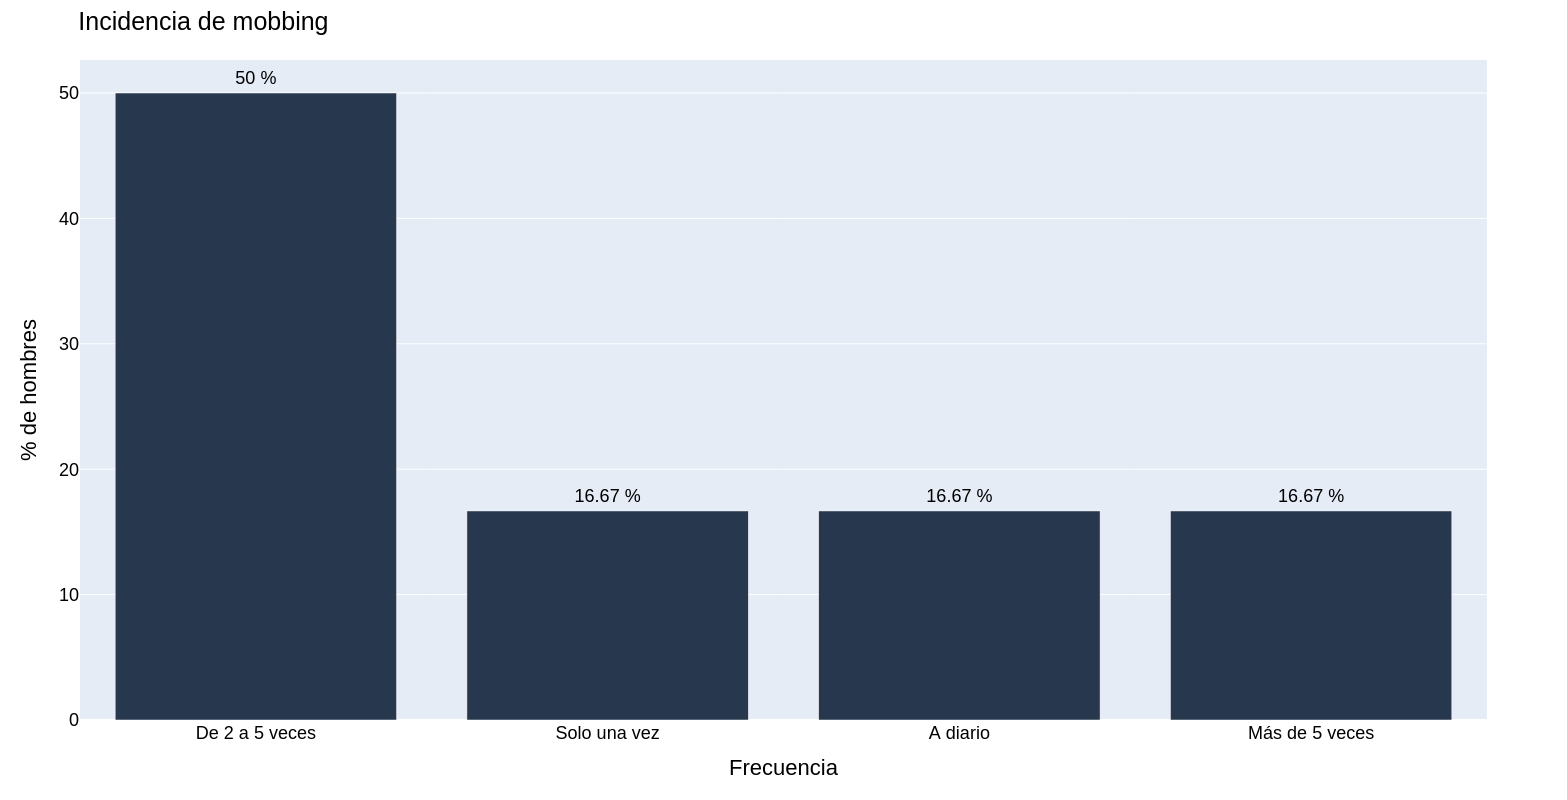 Incidencia de mobbing
50 %
50
40
30
20
10
0
% de hombres
16.67 %
16.67 %
16.67 %
De 2 a 5 veces
Solo una vez
A diario
Más de 5 veces
Frecuencia